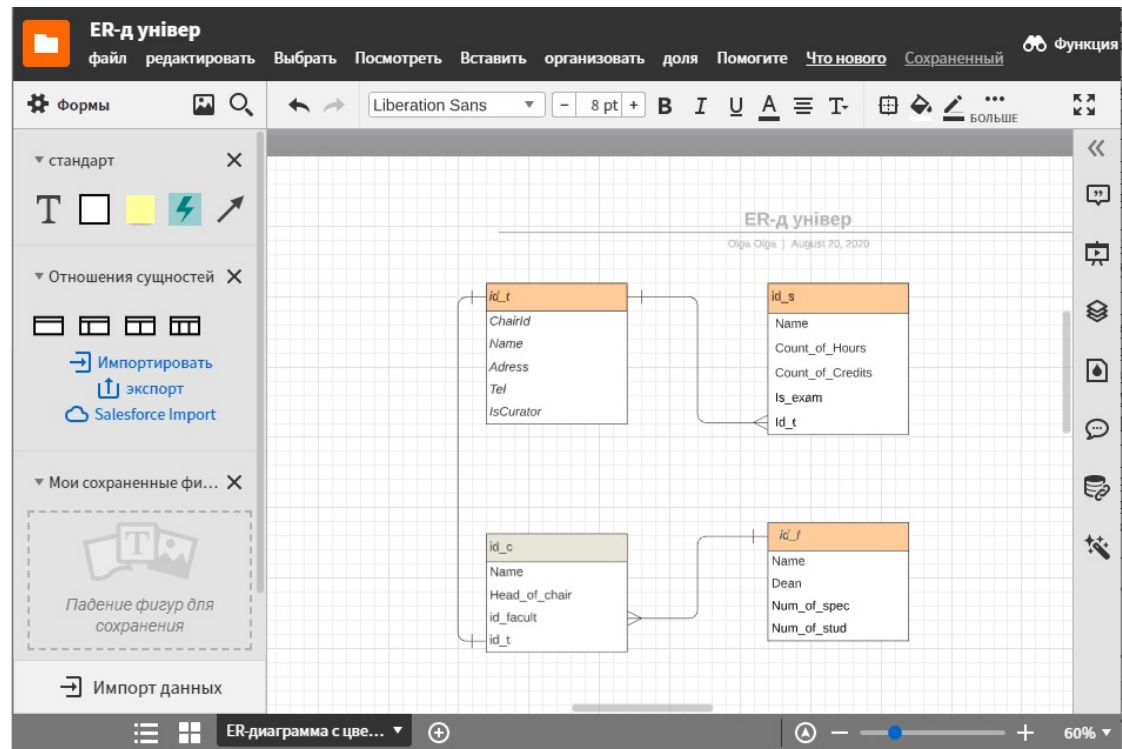 ER-д універ
файл редактировать Выбрать Посмотреть Вставить организовать доля Помогите Что нового Сохраненный Функция
Формы
Liberation Sans
8 pt
B I U A T
БОЛЬШЕ
стандарт
T
Отношения сущностей
Импортировать
экспорт
Salesforce Import
Мои сохраненные фи...
T
Падение фигур для
сохранения
Импорт данных
ER-д універ
Olga Olga | August 20, 2020
id_t
ChairId
Name
Adress
Tel
IsCurator
id_s
Name
Count_of_Hours
Count_of_Credits
Is_exam
Id_t
id_c
Name
Head_of_chair
id_facult
id_t
id_f
Name
Dean
Num_of_spec
Num_of_stud
ER-диаграмма с цве...
60%